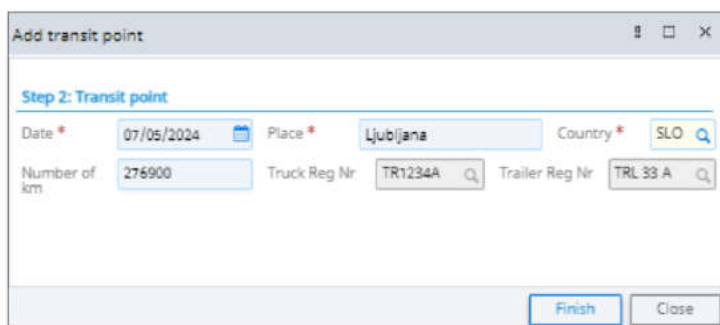 Add transit point
Step 2: Transit point
Date * 07/05/2024 Place * Ljubljana Country * SLO
Number of km 276900 Truck Reg Nr TR1234A Trailer Reg Nr TRL 33 A
Finish Close